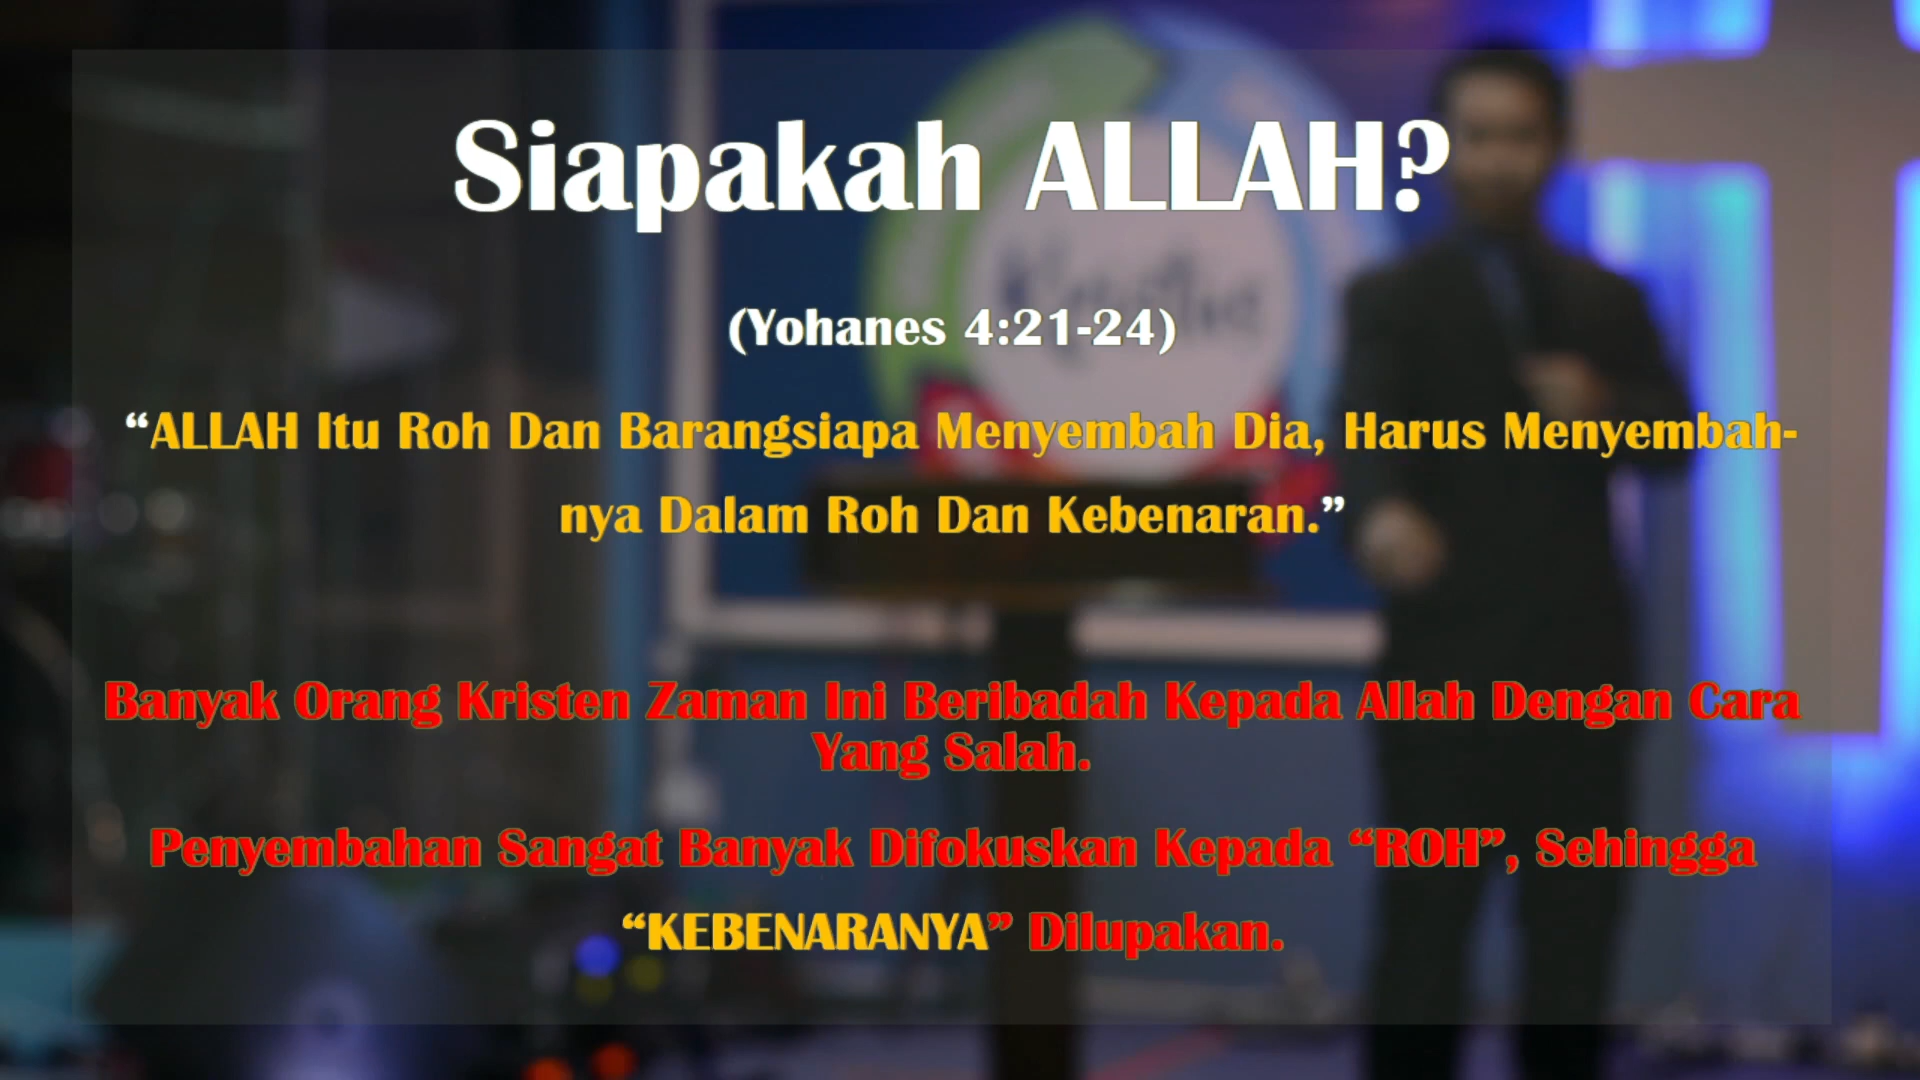 Siapakah ALLAH?
(Yohanes 4:21-24)
“ALLAH Itu Roh Dan Barangsiapa Menyembah Dia, Harus Menyembah-
nya Dalam Roh Dan Kebenaran.”
Banyak Orang Kristen Zaman Ini Beribadah Kepada Allah Dengan Cara
Yang Salah.
Penyembahan Sangat Banyak Difokuskan Kepada “ROH”, Sehingga
“KEBENARANYA” Dilupakan.